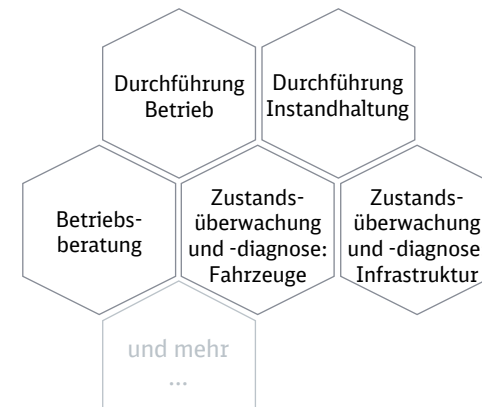 Durchführung
Betrieb
Durchführung
Instandhaltung
Betriebs-
beratung
Zustands-
überwachung
und -diagnose:
Fahrzeuge
Zustands-
überwachung
und -diagnose
Infrastruktur
und mehr
...